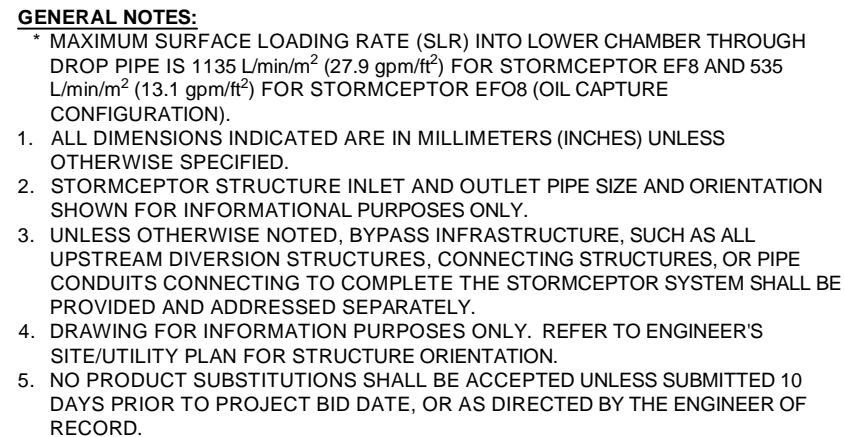 GENERAL NOTES:
* MAXIMUM SURFACE LOADING RATE (SLR) INTO LOWER CHAMBER THROUGH
DROP PIPE IS 1135 L/min/m² (27.9 gpm/ft²) FOR STORMCEPTOR EF8 AND 535
L/min/m² (13.1 gpm/ft²) FOR STORMCEPTOR EFO8 (OIL CAPTURE
CONFIGURATION).
1. ALL DIMENSIONS INDICATED ARE IN MILLIMETERS (INCHES) UNLESS
OTHERWISE SPECIFIED.
2. STORMCEPTOR STRUCTURE INLET AND OUTLET PIPE SIZE AND ORIENTATION
SHOWN FOR INFORMATIONAL PURPOSES ONLY.
3. UNLESS OTHERWISE NOTED, BYPASS INFRASTRUCTURE, SUCH AS ALL
UPSTREAM DIVERSION STRUCTURES, CONNECTING STRUCTURES, OR PIPE
CONDUITS CONNECTING TO COMPLETE THE STORMCEPTOR SYSTEM SHALL BE
PROVIDED AND ADDRESSED SEPARATELY.
4. DRAWING FOR INFORMATION PURPOSES ONLY. REFER TO ENGINEER'S
SITE/UTILITY PLAN FOR STRUCTURE ORIENTATION.
5. NO PRODUCT SUBSTITUTIONS SHALL BE ACCEPTED UNLESS SUBMITTED 10
DAYS PRIOR TO PROJECT BID DATE, OR AS DIRECTED BY THE ENGINEER OF
RECORD.